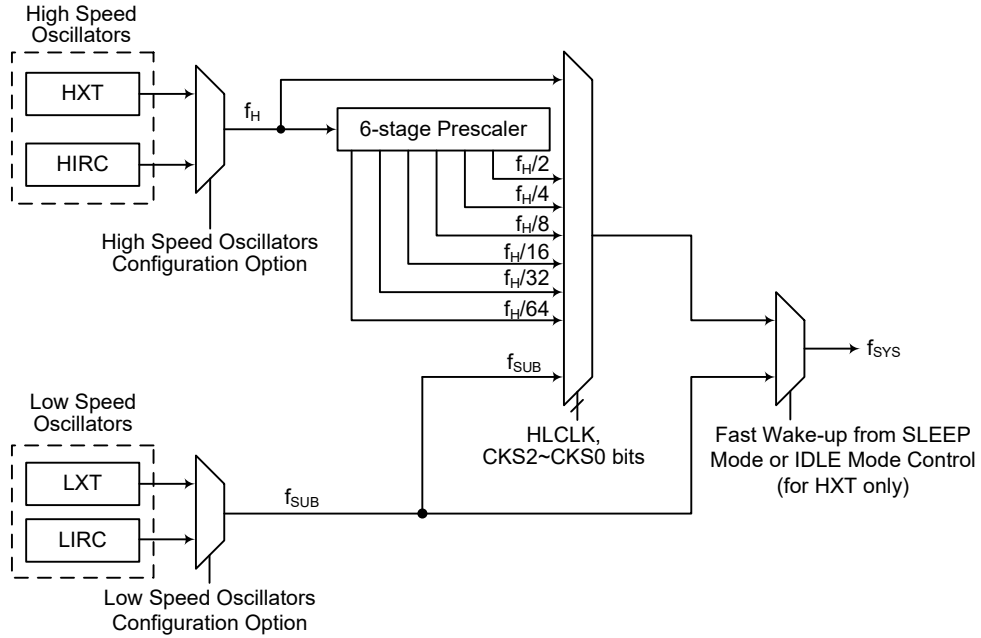 High Speed
Oscillators
HXT
HIRC
High Speed Oscillators
Configuration Option
fH
6-stage Prescaler
fH/2
fH/4
fH/8
fH/16
fH/32
fH/64
fSUB
HLCLK,
CKS2~CKS0 bits
Low Speed
Oscillators
LXT
LIRC
Low Speed Oscillators
Configuration Option
fSUB
fSYS
Fast Wake-up from SLEEP
Mode or IDLE Mode Control
(for HXT only)